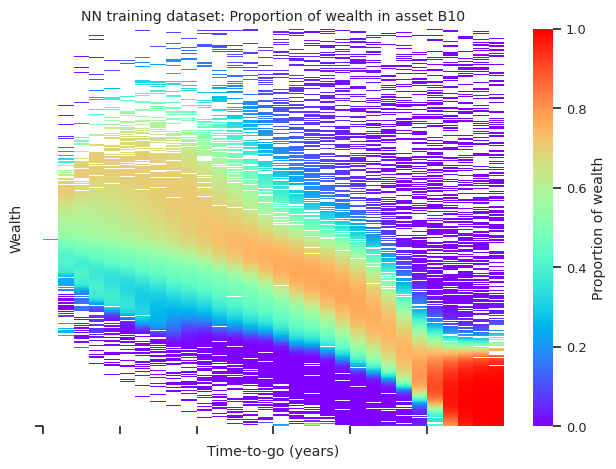 NN training dataset: Proportion of wealth in asset B10
Wealth
Time-to-go (years)
1.0
0.8
0.6
0.4
0.2
0.0
Proportion of wealth